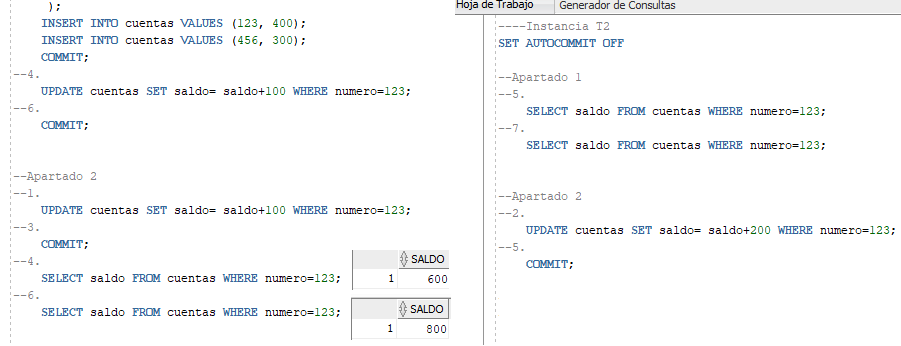 );
INSERT INTO cuentas VALUES (123, 400);
INSERT INTO cuentas VALUES (456, 300);
COMMIT;
--4.
UPDATE cuentas SET saldo= saldo+100 WHERE numero=123;
--6.
COMMIT;
--Apartado 2
--1.
UPDATE cuentas SET saldo= saldo+100 WHERE numero=123;
--3.
COMMIT;
--4.
SELECT saldo FROM cuentas WHERE numero=123;
SALDO
1 600
--6.
SELECT saldo FROM cuentas WHERE numero=123;
SALDO
1 800
Hoja de Trabajo Generador de Consultas
----Instancia T2
SET AUTOCOMMIT OFF
--Apartado 1
--5.
SELECT saldo FROM cuentas WHERE numero=123;
--7.
SELECT saldo FROM cuentas WHERE numero=123;
--Apartado 2
--2.
UPDATE cuentas SET saldo= saldo+200 WHERE numero=123;
--5.
COMMIT;